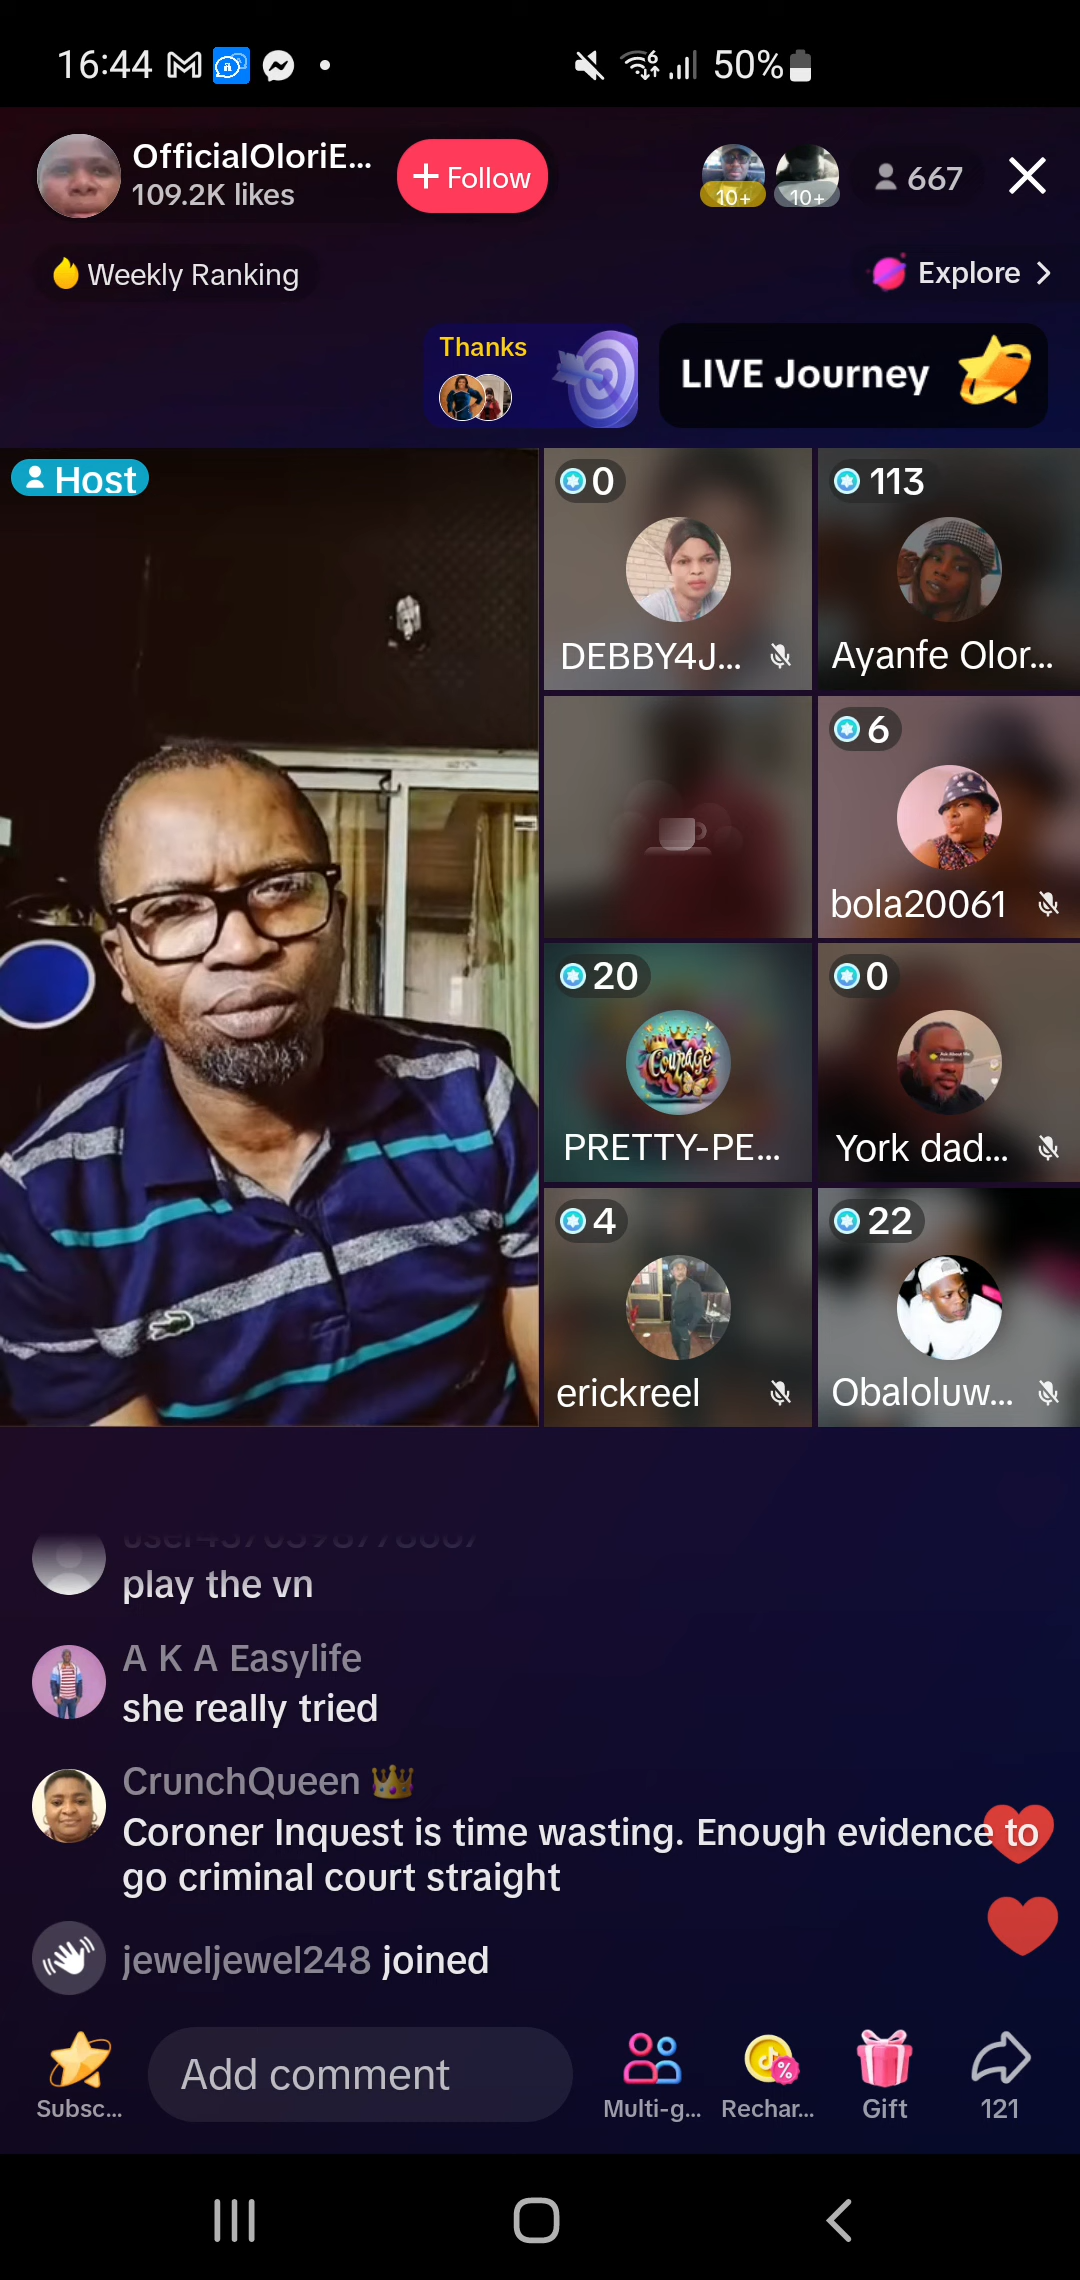 16:44
50%
OfficialOloriE...
109.2K likes
+ Follow
10+
10+
667
Weekly Ranking
Explore >
Thanks
LIVE Journey
Host
0
113
DEBBY4J...
Ayanfe Olor...
6
bola20061
20
0
Courage
PRETTY-PE...
York dad...
4
22
erickreel
Obaloluw...
play the vn
A K A Easylife
she really tried
CrunchQueen
Coroner Inquest is time wasting. Enough evidence to
go criminal court straight
jeweljewel248 joined
Add comment
Subsc...
Multi-g...
Rechar...
Gift
121